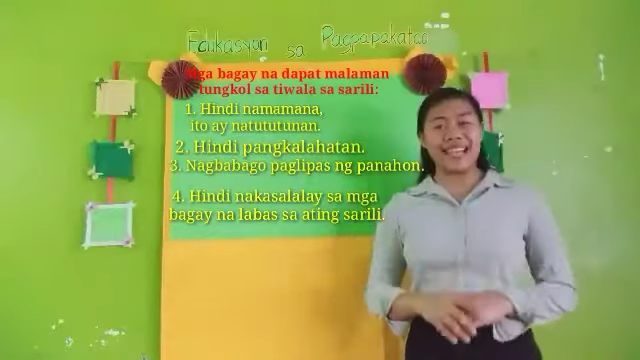 Edukasyon sa Pagpapakatao
Mga bagay na dapat malaman
tungkol sa tiwala sa sarili:
1. Hindi namamana,
ito ay natututunan.
2. Hindi pangkalahatan.
3. Nagbabago paglipas ng panahon.
4. Hindi nakasalalay sa mga
bagay na labas sa ating sarili.